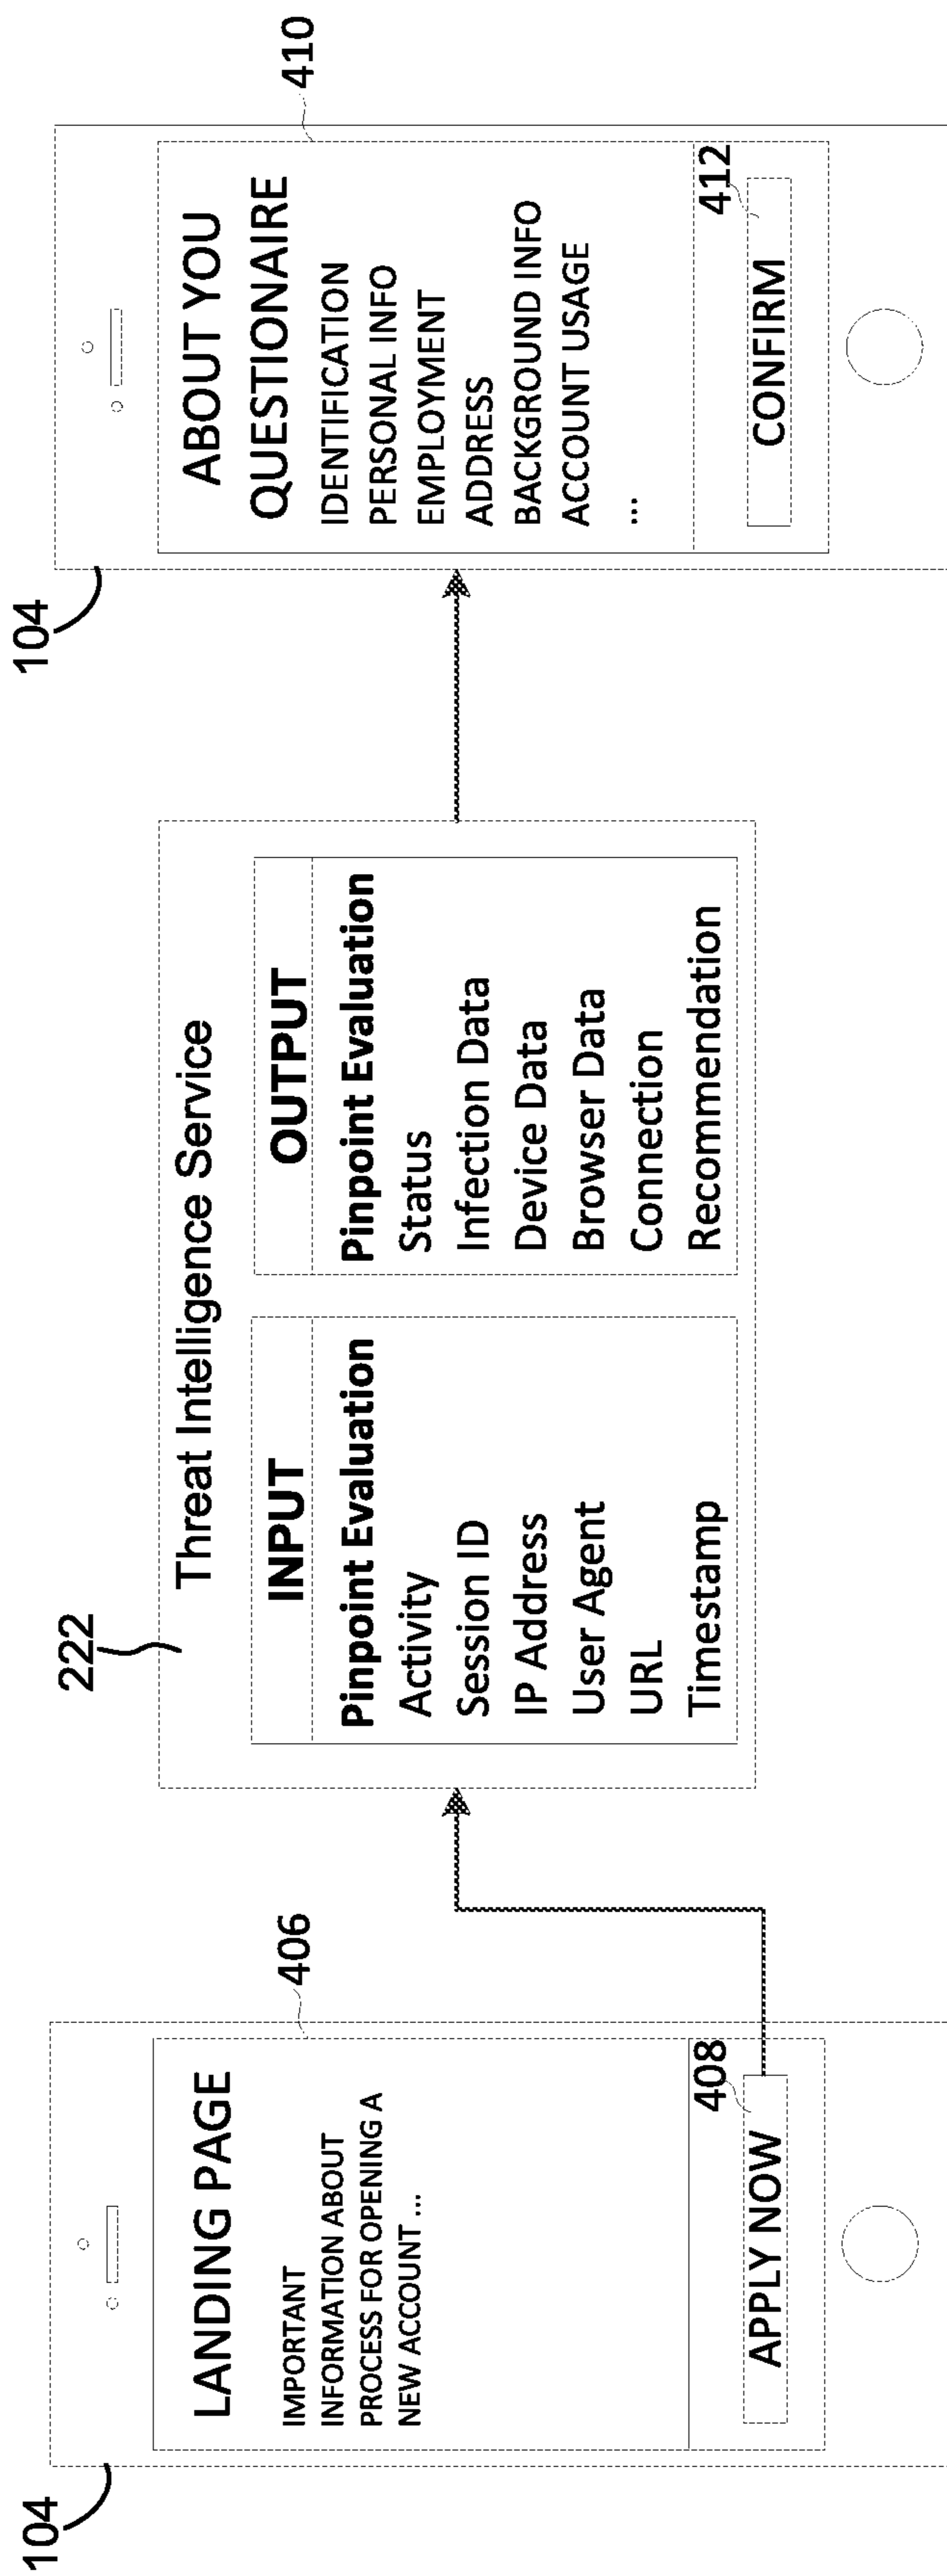 104
LANDING PAGE
IMPORTANT
INFORMATION ABOUT
PROCESS FOR OPENING A
NEW ACCOUNT ...
406
408
APPLY NOW
222
Threat Intelligence Service
INPUT
Pinpoint Evaluation
Activity
Session ID
IP Address
User Agent
URL
Timestamp
OUTPUT
Pinpoint Evaluation
Status
Infection Data
Device Data
Browser Data
Connection
Recommendation
104
ABOUT YOU
QUESTIONAIRE
IDENTIFICATION
PERSONAL INFO
EMPLOYMENT
ADDRESS
BACKGROUND INFO
ACCOUNT USAGE
...
410
412
CONFIRM